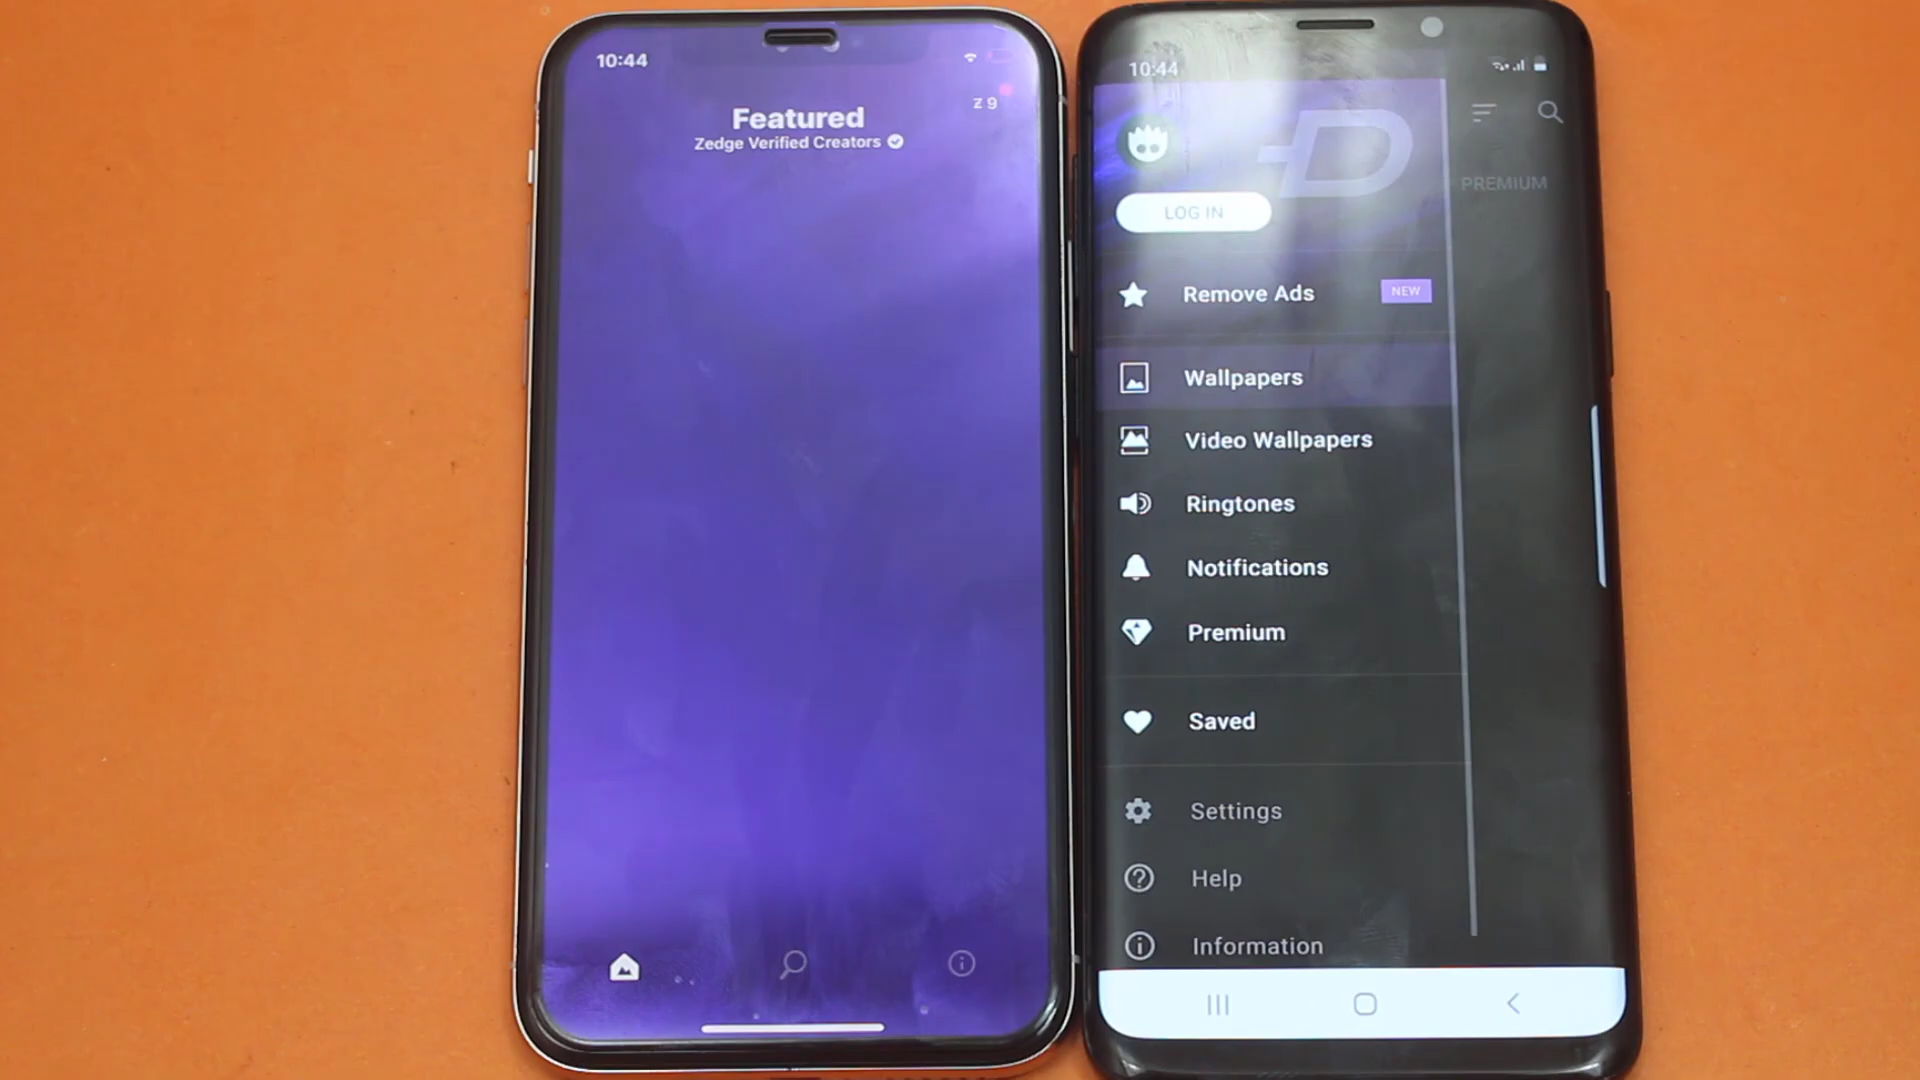 10:44
Z 9
Featured
Zedge Verified Creators
10:44
LOG IN
PREMIUM
Remove Ads
NEW
Wallpapers
Video Wallpapers
Ringtones
Notifications
Premium
Saved
Settings
Help
Information